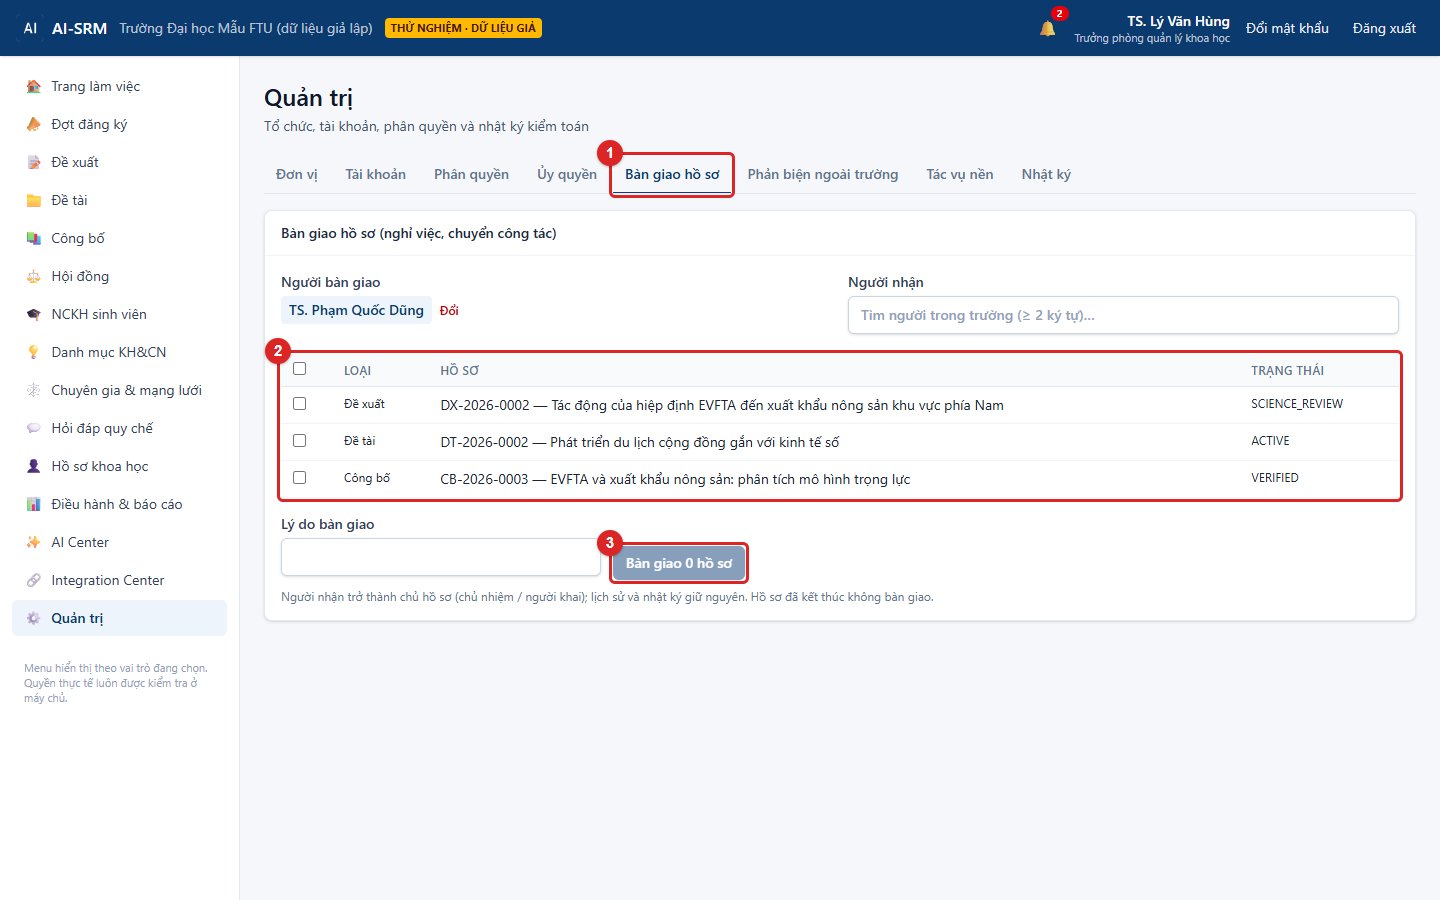 AI AI-SRM Trường Đại học Mẫu FTU (dữ liệu giả lập) THỬ NGHIỆM · DỮ LIỆU GIẢ
2
TS. Lý Văn Hùng
Trưởng phòng quản lý khoa học
Đổi mật khẩu
Đăng xuất
Trang làm việc
Đợt đăng ký
Đề xuất
Đề tài
Công bố
Hội đồng
NCKH sinh viên
Danh mục KH&CN
Chuyên gia & mạng lưới
Hỏi đáp quy chế
Hồ sơ khoa học
Điều hành & báo cáo
AI Center
Integration Center
Quản trị
Menu hiển thị theo vai trò đang chọn.
Quyền thực tế luôn được kiểm tra ở
máy chủ.
Quản trị
Tổ chức, tài khoản, phân quyền và nhật ký kiểm toán
1
Đơn vị Tài khoản Phân quyền Ủy quyền Bàn giao hồ sơ Phản biện ngoài trường Tác vụ nền Nhật ký
Bàn giao hồ sơ (nghỉ việc, chuyển công tác)
Người bàn giao
TS. Phạm Quốc Dũng Đổi
Người nhận
Tìm người trong trường (≥ 2 ký tự)...
2
LOẠI HỒ SƠ TRẠNG THÁI
Đề xuất DX-2026-0002 — Tác động của hiệp định EVFTA đến xuất khẩu nông sản khu vực phía Nam SCIENCE_REVIEW
Đề tài DT-2026-0002 — Phát triển du lịch cộng đồng gắn với kinh tế số ACTIVE
Công bố CB-2026-0003 — EVFTA và xuất khẩu nông sản: phân tích mô hình trọng lực VERIFIED
Lý do bàn giao
3
Bàn giao 0 hồ sơ
Người nhận trở thành chủ hồ sơ (chủ nhiệm / người khai); lịch sử và nhật ký giữ nguyên. Hồ sơ đã kết thúc không bàn giao.